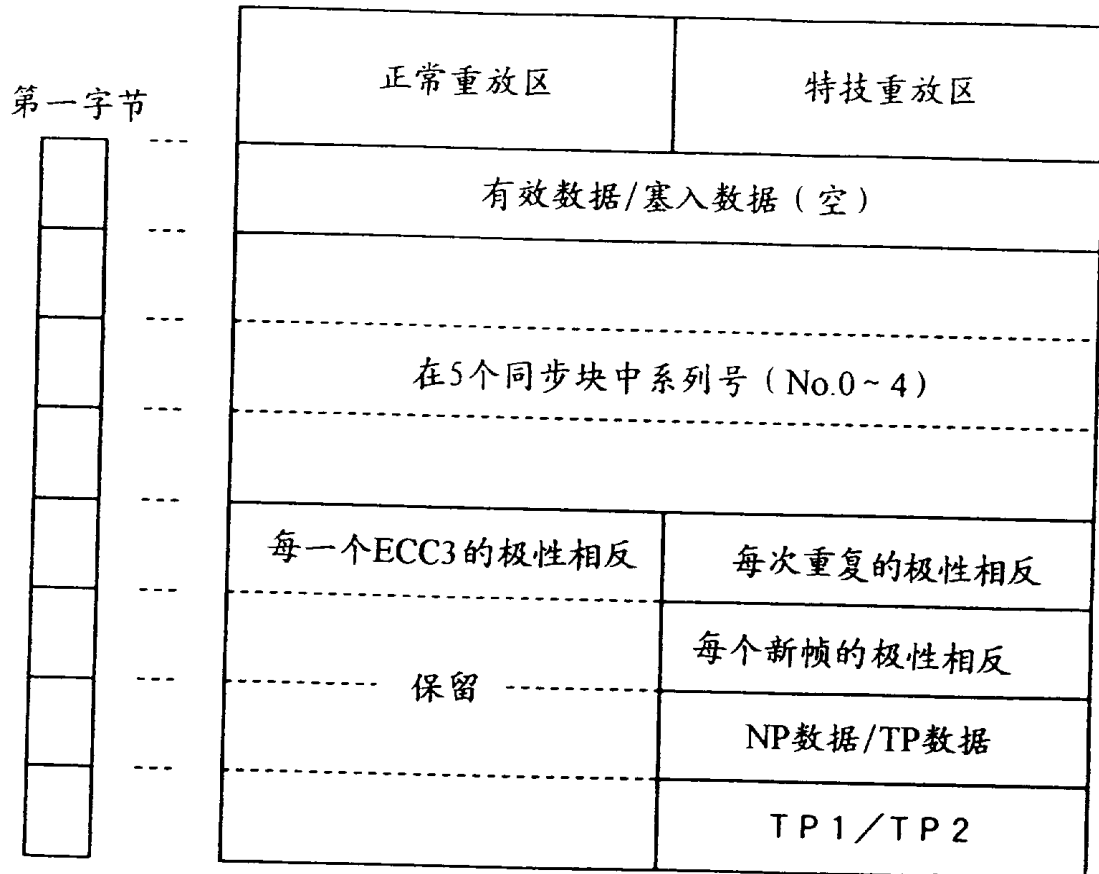 第一字节
正常重放区
特技重放区
有效数据/塞入数据(空)
在5个同步块中系列号(No.0~4)
每一个ECC3的极性相反
每次重复的极性相反
每个新帧的极性相反
保留
NP数据/TP数据
TP1/TP2